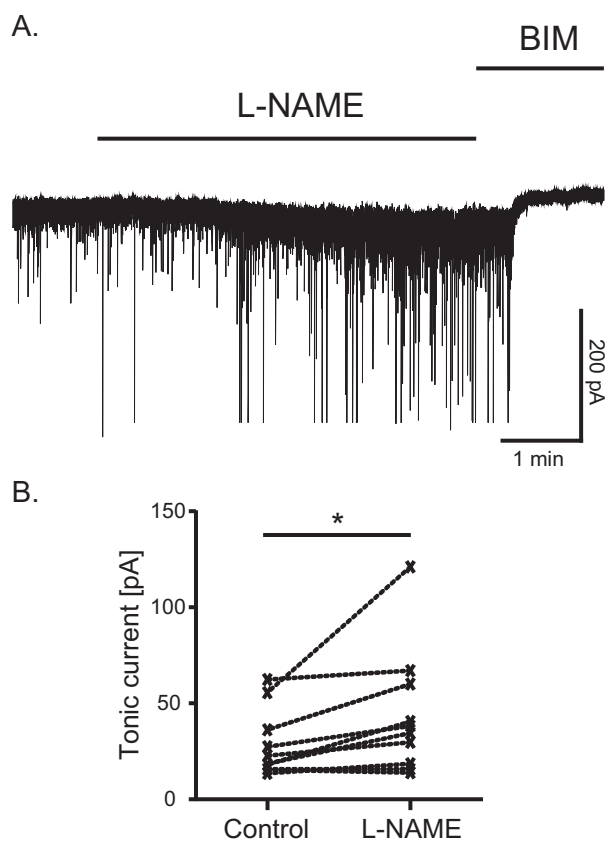 A.
BIM
L-NAME
200 pA
1 min
B.
150
*
100
50
0
Tonic current [pA]
Control L-NAME